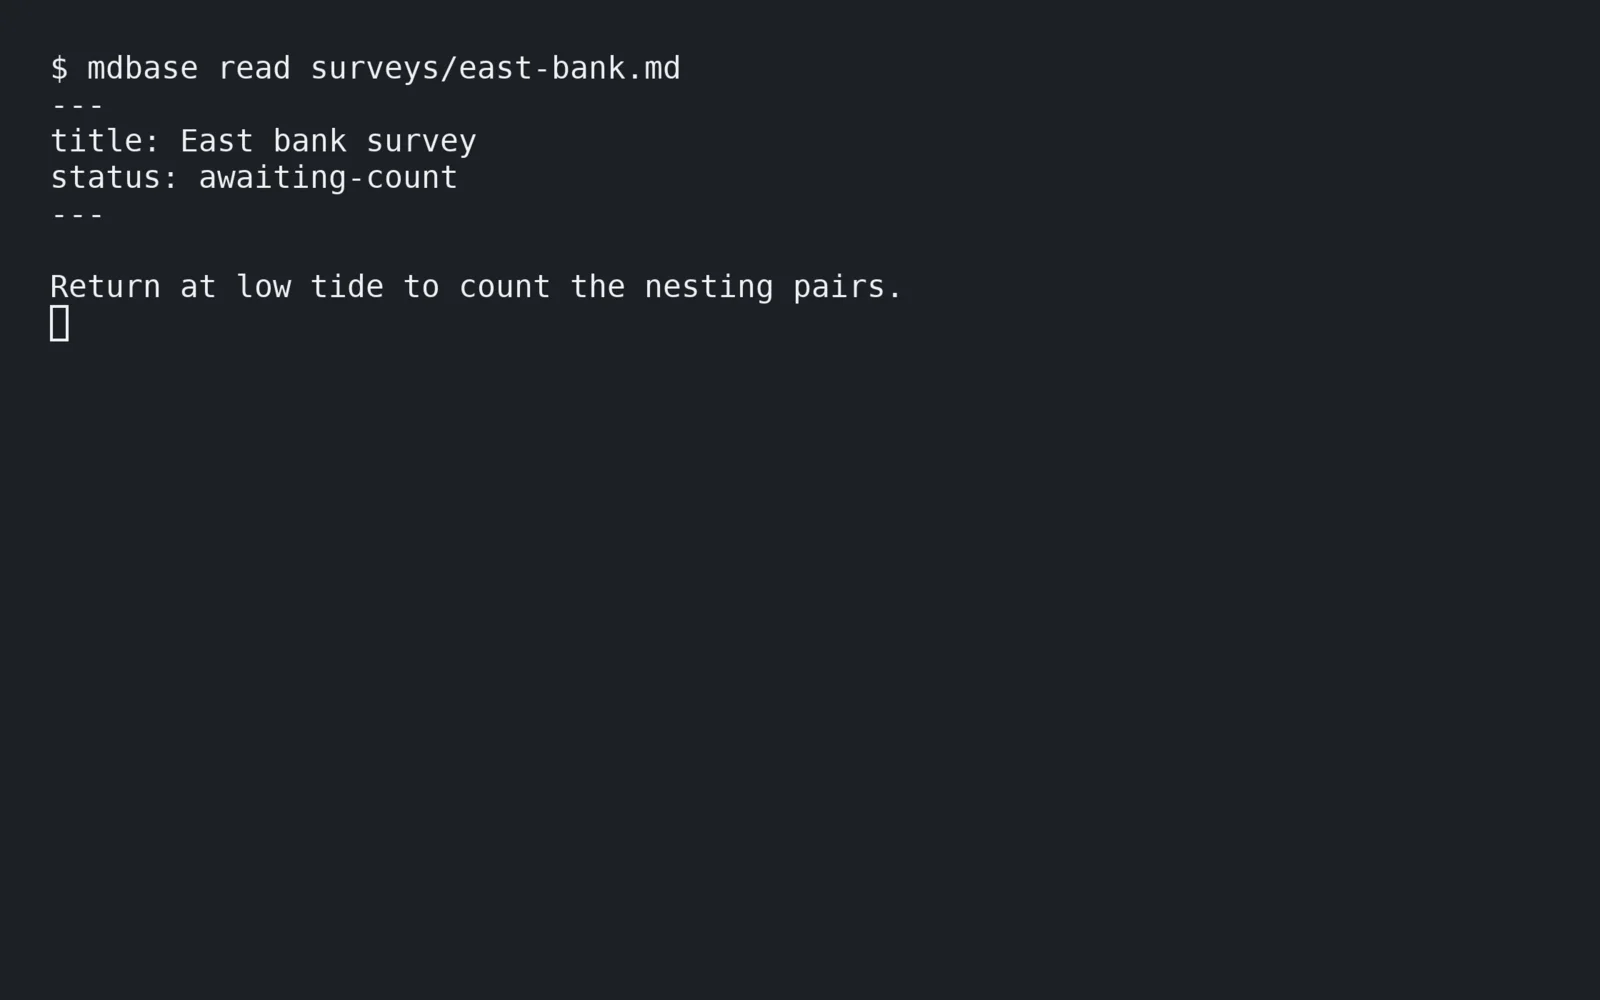 $ mdbase read surveys/east-bank.md
---
title: East bank survey
status: awaiting-count
---
Return at low tide to count the nesting pairs.